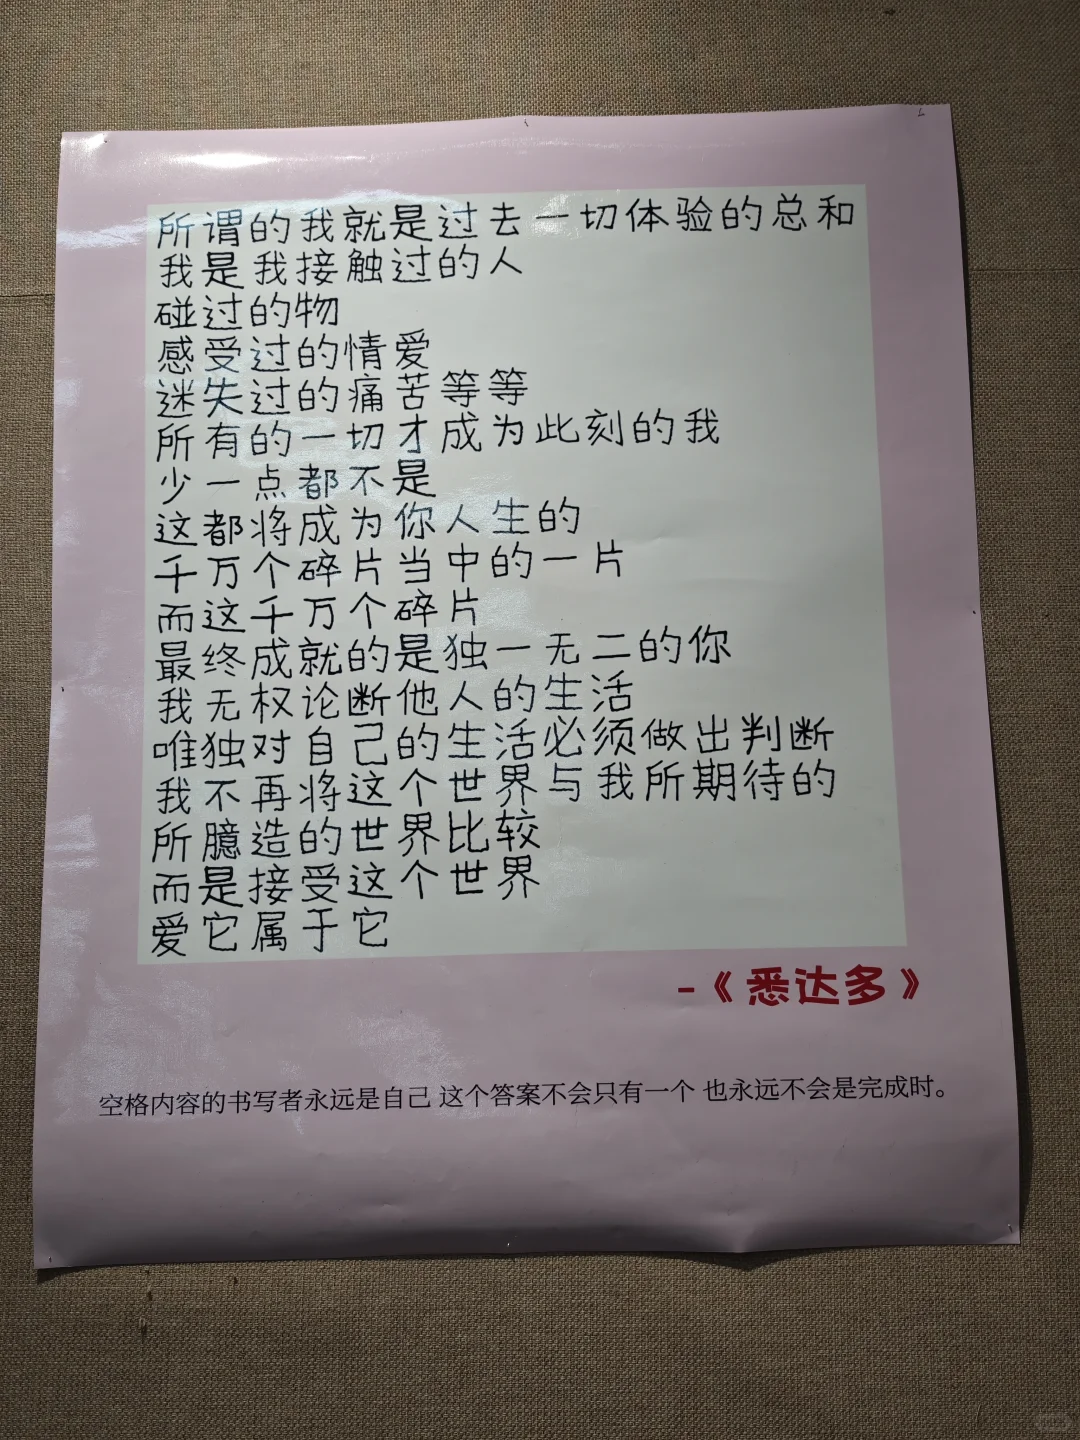 所谓的我就是过去一切体验的总和
我是我接触过的人
碰过的物
感受过的情爱
迷失过的痛苦等等
所有的一切才成为此刻的我
少一点都不是
这都将成为你人生的
千万个碎片当中的一片
而这千万个碎片
最终成就的是独一无二的你
我无权论断他人的生活
唯独对自己的生活必须做出判断
我不再将这个世界与我所期待的
所臆造的世界比较
而是接受这个世界
爱它属于它
-《悉达多》
空格内容的书写者永远是自己 这个答案不会只有一个 也永远不会是完成时。